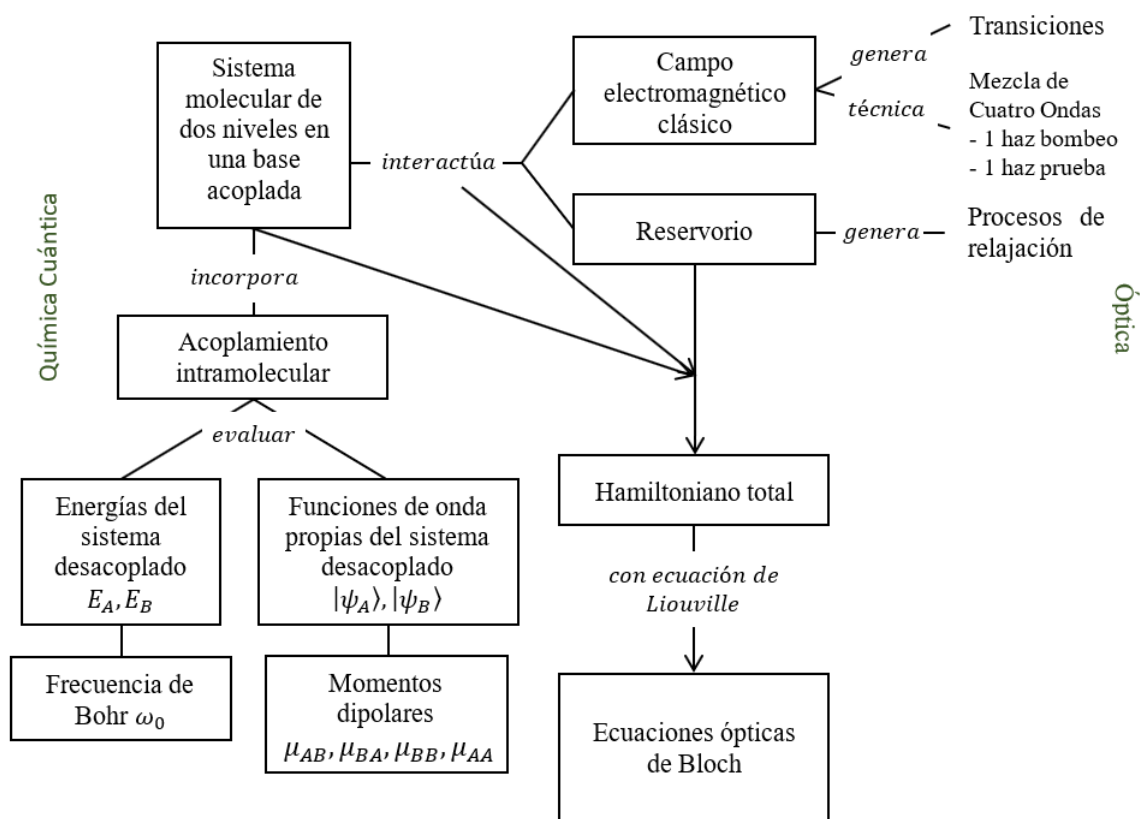 Sistema
molecular de
dos niveles en
una base
acoplada
interactúa
Campo
electromagnético
clásico
genera
Transiciones
técnica
Mezcla de
Cuatro Ondas
- 1 haz bombeo
- 1 haz prueba
Reservorio
genera
Procesos de
relajación
Química Cuántica
Óptica
incorpora
Acoplamiento
intramolecular
evaluar
Energías del
sistema
desacoplado
E_A, E_B
Funciones de onda
propias del sistema
desacoplado
|ψ_A⟩, |ψ_B⟩
Frecuencia de
Bohr ω_0
Momentos
dipolares
μ_AB, μ_BA, μ_BB, μ_AA
Hamiltoniano total
con ecuación de
Liouville
Ecuaciones ópticas
de Bloch